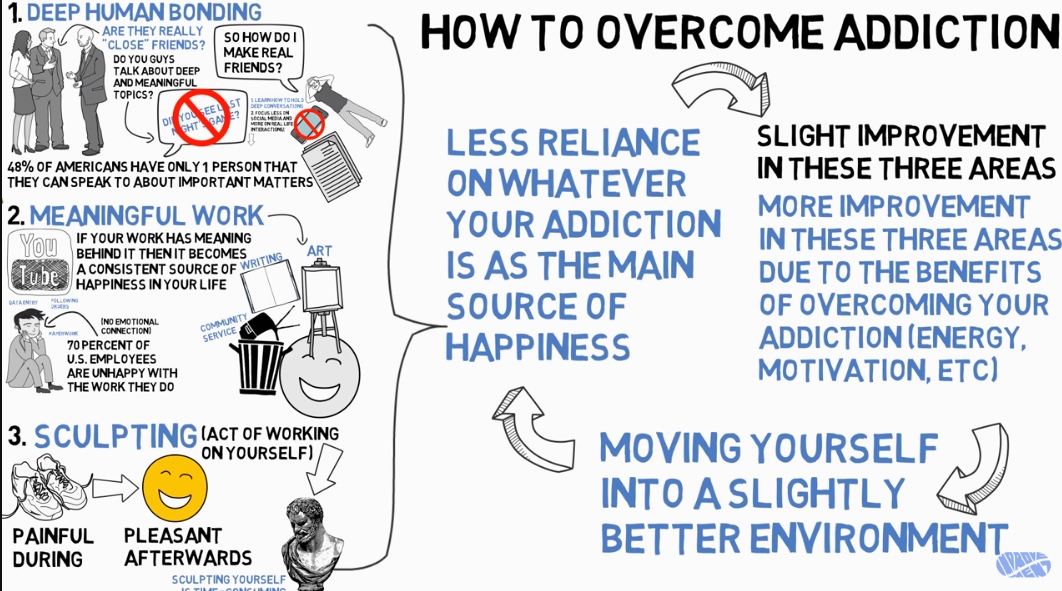 HOW TO OVERCOME ADDICTION
1. DEEP HUMAN BONDING
ARE THEY REALLY
"CLOSE" FRIENDS?
DO YOU GUYS
TALK ABOUT DEEP
AND MEANINGFUL
TOPICS?
SO HOW DO I
MAKE REAL
FRIENDS?
DID YOU SEE LAST
NIGHT'S GAME?
1. LEARN HOW TO HOLD
DEEP CONVERSATIONS
2. FOCUS LESS ON
SOCIAL MEDIA AND
MORE ON REAL LIFE
INTERACTIONS
48% OF AMERICANS HAVE ONLY 1 PERSON THAT
THEY CAN SPEAK TO ABOUT IMPORTANT MATTERS
2. MEANINGFUL WORK
You
Tube
IF YOUR WORK HAS MEANING
BEHIND IT THEN IT BECOMES
A CONSISTENT SOURCE OF
HAPPINESS IN YOUR LIFE
WRITING
ART
COMMUNITY
SERVICE
DATA ENTRY
FOLLOWING
ORDERS
PAPERWORK
(NO EMOTIONAL
CONNECTION)
70 PERCENT OF
U.S. EMPLOYEES
ARE UNHAPPY WITH
THE WORK THEY DO
3. SCULPTING (ACT OF WORKING
ON YOURSELF)
PAINFUL
DURING
PLEASANT
AFTERWARDS
SCULPTING YOURSELF
IS TIME-CONSUMING
LESS RELIANCE
ON WHATEVER
YOUR ADDICTION
IS AS THE MAIN
SOURCE OF
HAPPINESS
SLIGHT IMPROVEMENT
IN THESE THREE AREAS
MORE IMPROVEMENT
IN THESE THREE AREAS
DUE TO THE BENEFITS
OF OVERCOMING YOUR
ADDICTION (ENERGY,
MOTIVATION, ETC)
MOVING YOURSELF
INTO A SLIGHTLY
BETTER ENVIRONMENT